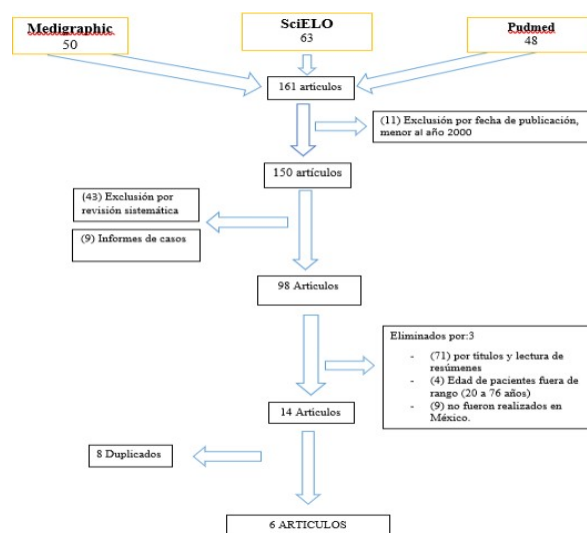 Medigraphic
50
SciELO
63
Pudmed
48
161 articulos
(11) Exclusión por fecha de publicación,
menor al año 2000
150 artículos
(43) Exclusión por
revisión sistemática
(9) Informes de casos
98 Articulos
Eliminados por:3
- (71) por títulos y lectura de
resúmenes
- (4) Edad de pacientes fuera de
rango (20 a 76 años)
- (9) no fueron realizados en
México.
14 Articulos
8 Duplicados
6 ARTICULOS